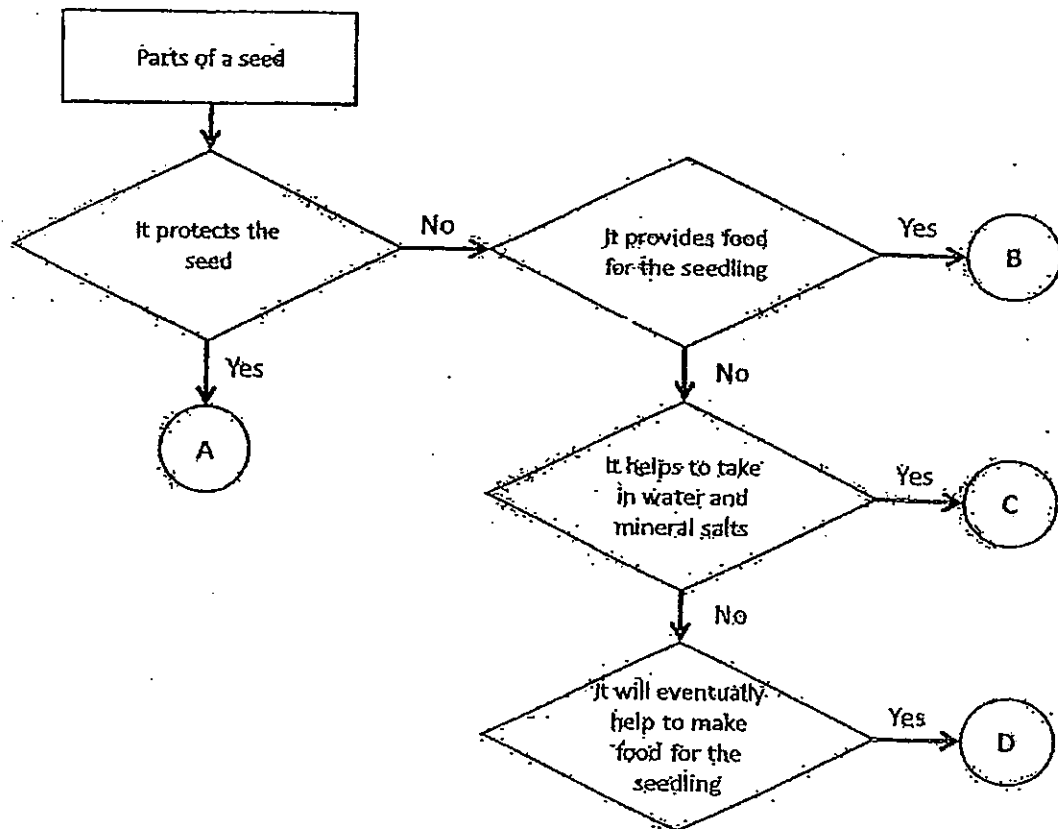 Parts of a seed
It protects the
seed
No
It provides food
for the seedling
Yes
B
Yes
A
No
It helps to take
in water and
mineral salts
Yes
C
No
It will eventually
help to make
food for the
seedling
Yes
D